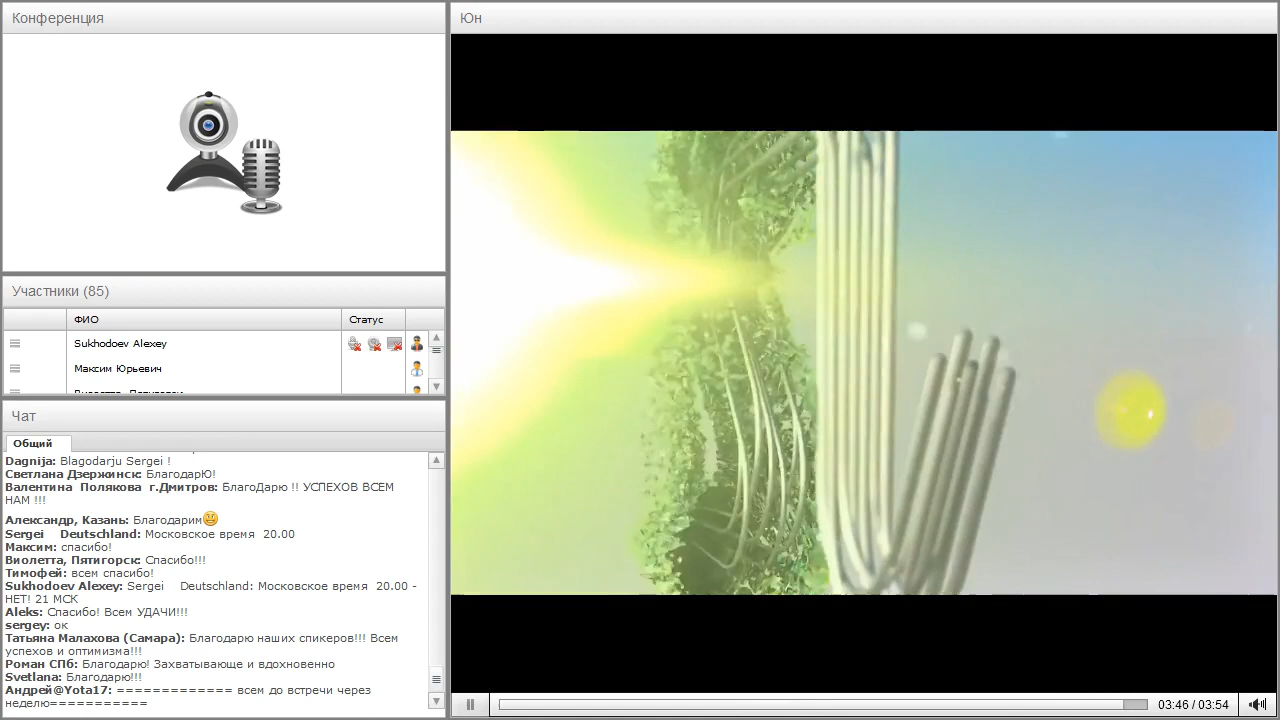 Конференция
Юн
Участники (85)
ФИО
Статус
Sukhodoev Alexey
Максим Юрьевич
Чат
Общий
Dagnija: Blagodarju Sergei !
Светлана Дзержинск: БлагодарЮ!
Валентина Полякова г.Дмитров: БлагоДарю !! УСПЕХОВ ВСЕМ
НАМ !!!
Александр, Казань: Благодарим
Sergei Deutschland: Московское время 20.00
Максим: спасибо!
Виолетта, Пятигорск: Спасибо!!!
Тимофей: всем спасибо!
Sukhodoev Alexey: Sergei Deutschland: Московское время 20.00 -
НЕТ! 21 МСК
Aleks: Спасибо! Всем УДАЧИ!!!
sergey: ок
Татьяна Малахова (Самара): Благодарю наших спикеров!!! Всем
успехов и оптимизма!!!
Роман СПб: Благодарю! Захватывающе и вдохновенно
Svetlana: Благодарю!!!
Андрей@Yota17: ============= всем до встречи через
неделю===========
03:46 / 03:54